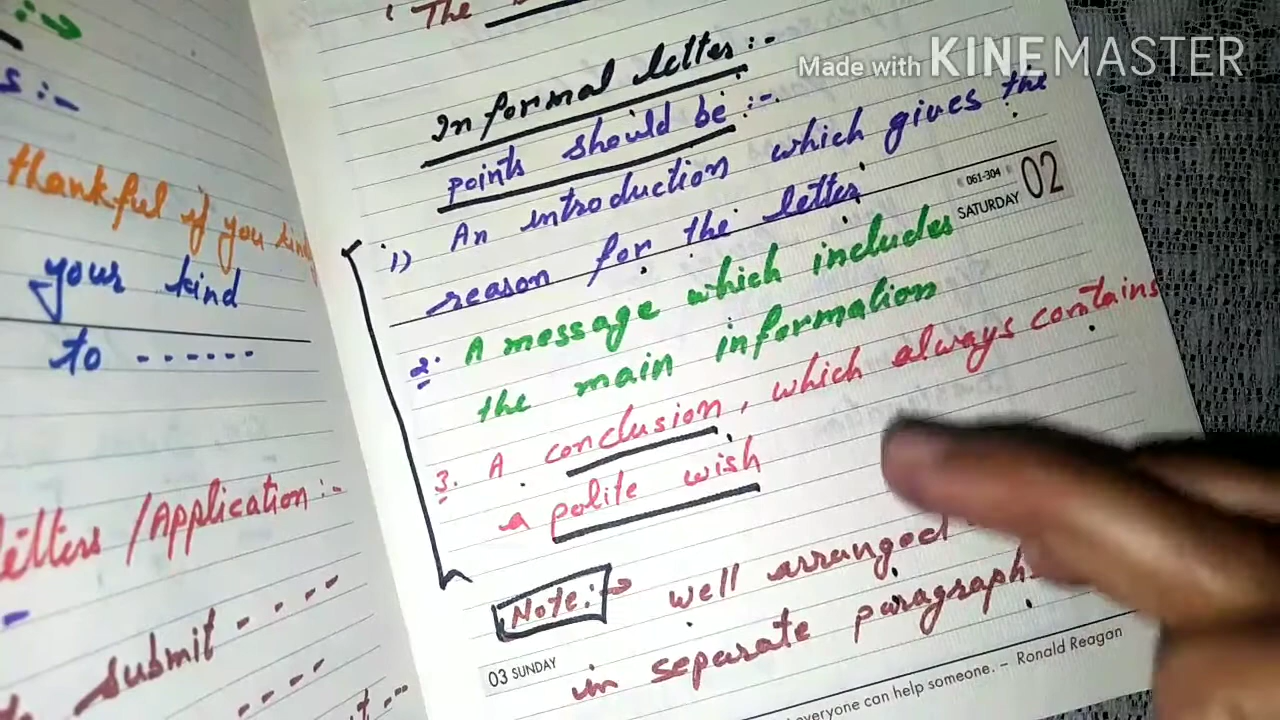 s:-
thankful if you kind
your kind
to ------
letters /Application:-
submit - - - -
- - - -
t - --
( The
Informal letter :-
points should be :-
1) An introduction which gives the
reason for the letter
2. A message which includes
the main information
3. A conclusion, which always contains
a polite wish
Note:→ well arranged
in separate paragraph.
061-304
SATURDAY 02
03 SUNDAY
everyone can help someone. – Ronald Reagan
Made with KINEMASTER